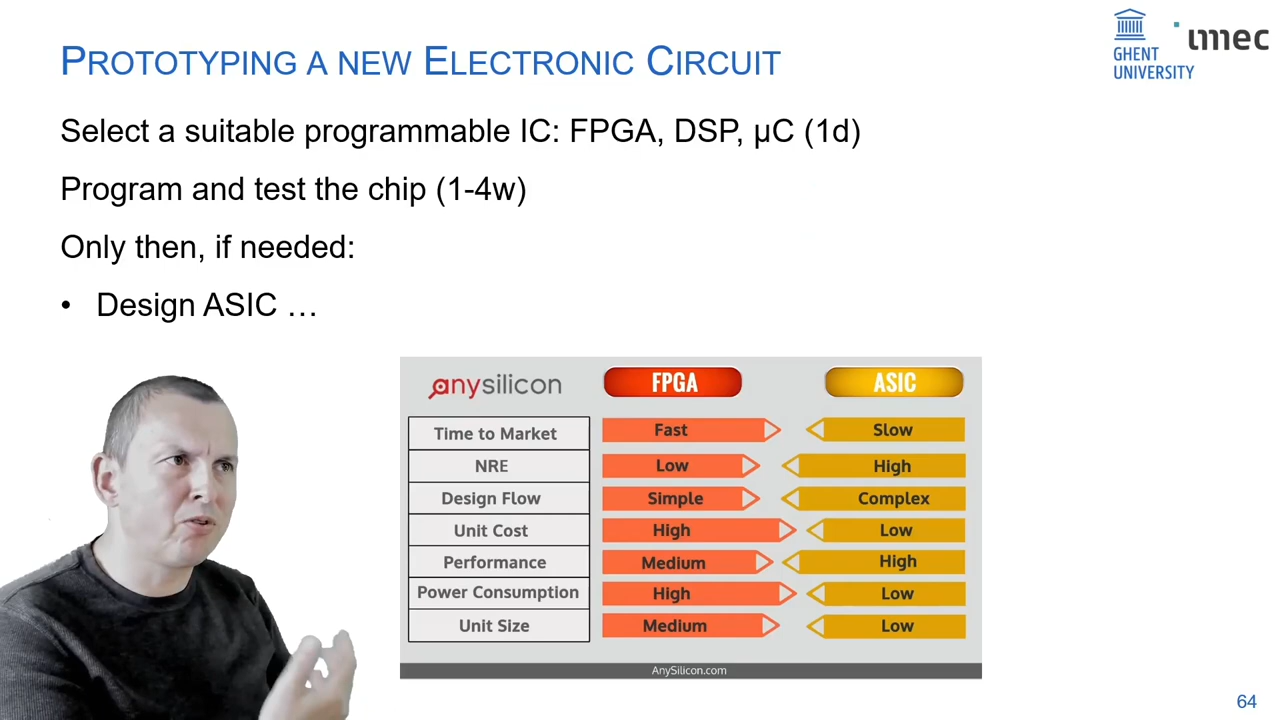 PROTOTYPING A NEW ELECTRONIC CIRCUIT
GHENT
UNIVERSITY
imec
Select a suitable programmable IC: FPGA, DSP, μC (1d)
Program and test the chip (1-4w)
Only then, if needed:
• Design ASIC …
anysilicon FPGA ASIC
Time to Market Fast Slow
NRE Low High
Design Flow Simple Complex
Unit Cost High Low
Performance Medium High
Power Consumption High Low
Unit Size Medium Low
AnySilicon.com
64